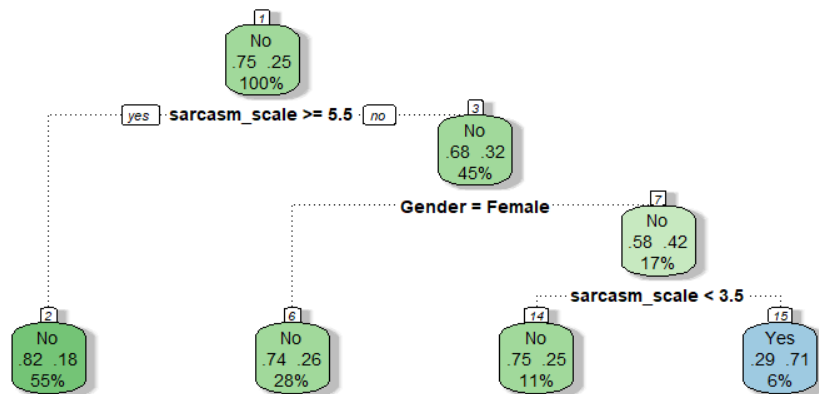 1
No
.75 .25
100%
yes sarcasm_scale >= 5.5 no
3
No
.68 .32
45%
Gender = Female
7
No
.58 .42
17%
sarcasm_scale < 3.5
2
No
.82 .18
55%
6
No
.74 .26
28%
14
No
.75 .25
11%
15
Yes
.29 .71
6%